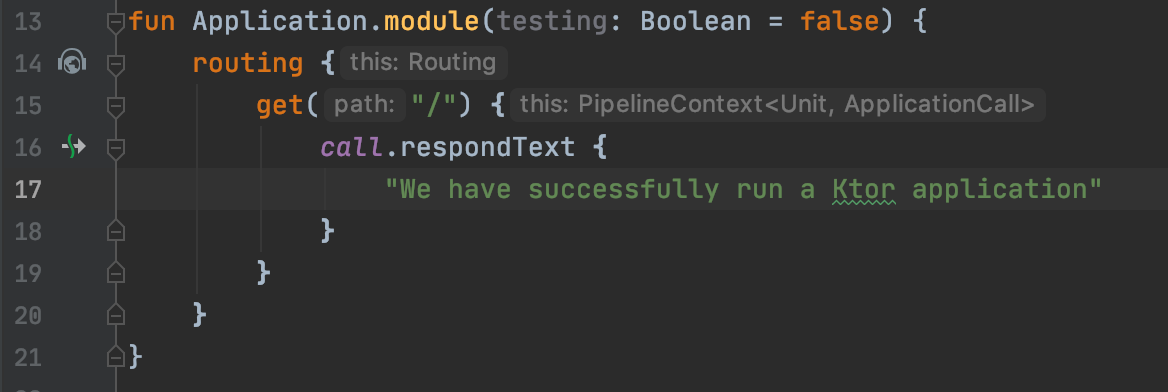 13 fun Application.module(testing: Boolean = false) {
14 routing { this: Routing
15 get( path: "/") { this: PipelineContext<Unit, ApplicationCall>
16 call.respondText {
17 "We have successfully run a Ktor application"
18 }
19 }
20 }
21 }